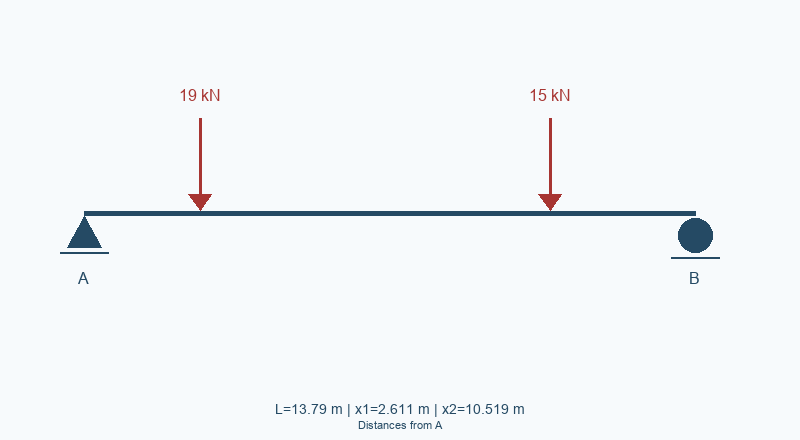 19 kN 15 kN
A B
L=13.79 m | x1=2.611 m | x2=10.519 m
Distances from A